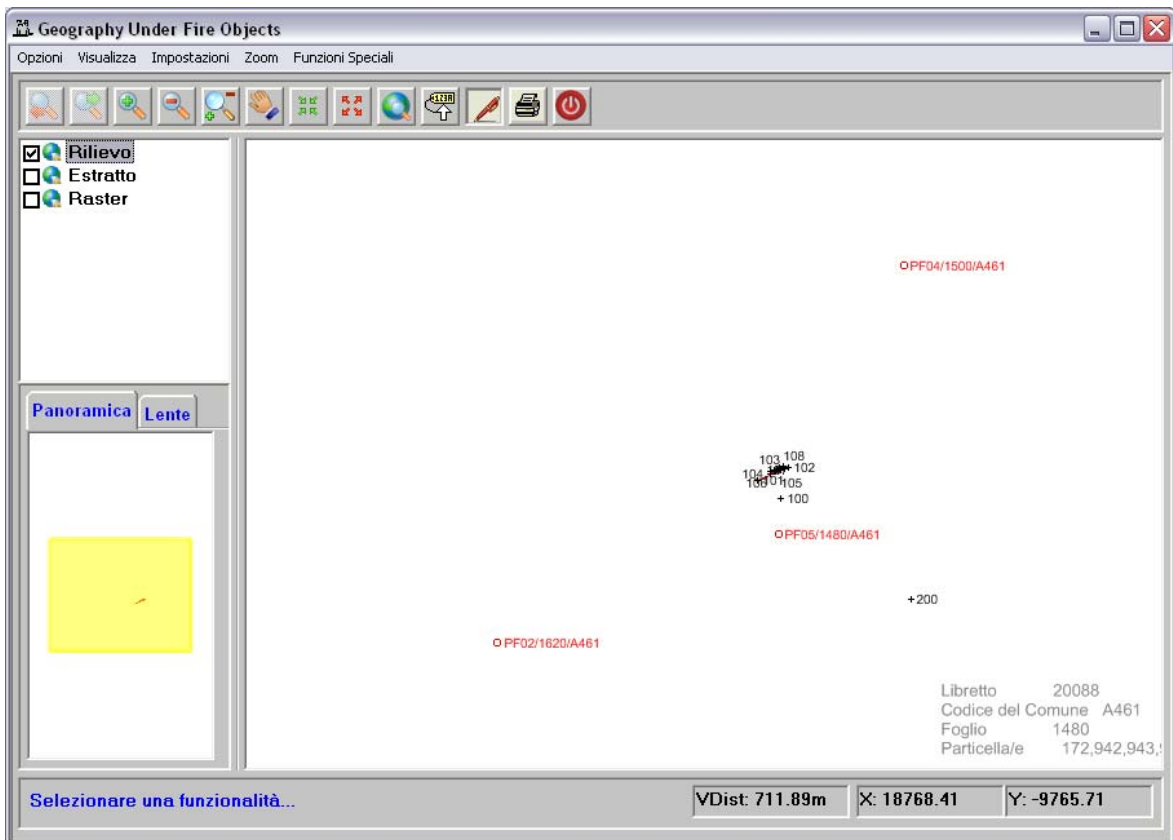 Geography Under Fire Objects
Opzioni Visualizza Impostazioni Zoom Funzioni Speciali
Rilievo
Estratto
Raster
Panoramica Lente
PF04/1500/A461
103 108
104 102
101 105
+ 100
PF05/1480/A461
+200
PF02/1620/A461
Libretto 20088
Codice del Comune A461
Foglio 1480
Particella/e 172,942,943,
Selezionare una funzionalità...
VDist: 711.89m X: 18768.41 Y: -9765.71